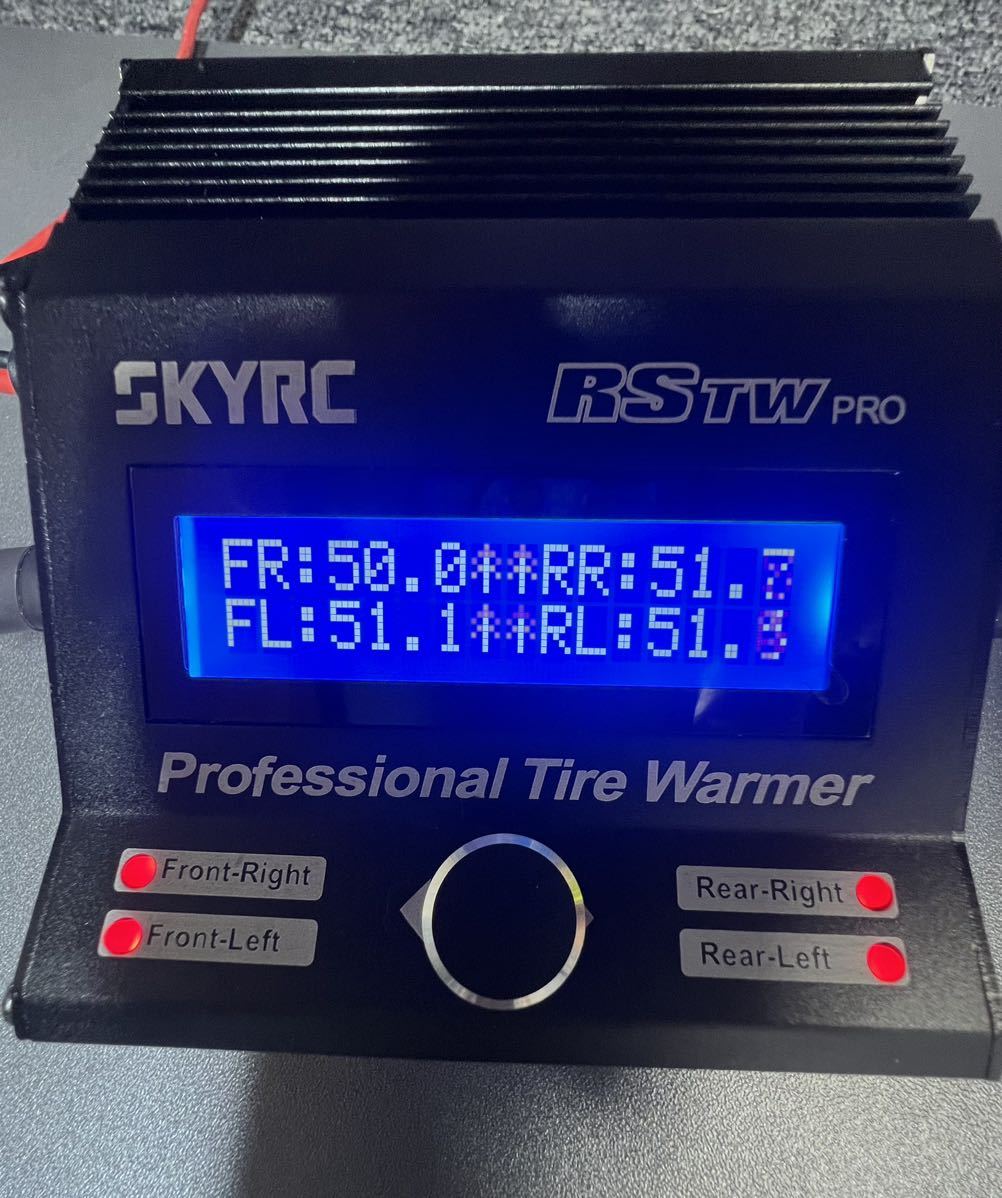 SKYRC
RSTW PRO
FR:50.0↑↑RR:51.
FL:51.1↑↑RL:51.
Professional Tire Warmer
Front-Right
Rear-Right
Front-Left
Rear-Left